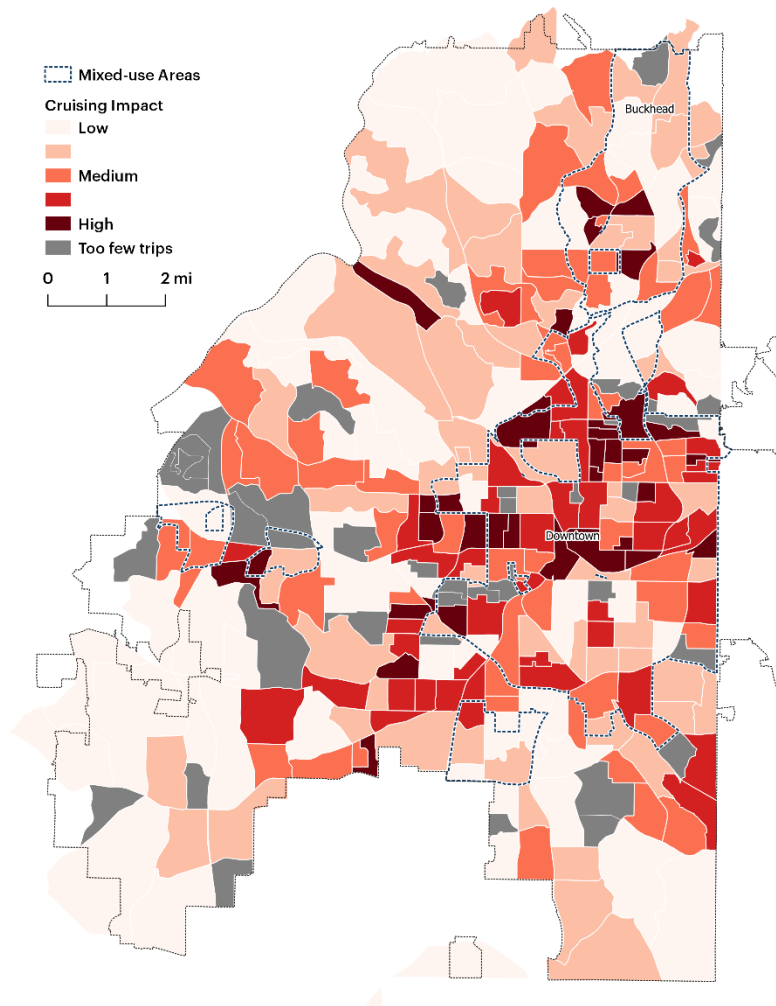 Mixed-use Areas
Cruising Impact
Low
Medium
High
Too few trips
0 1 2 mi
Buckhead
Downtown